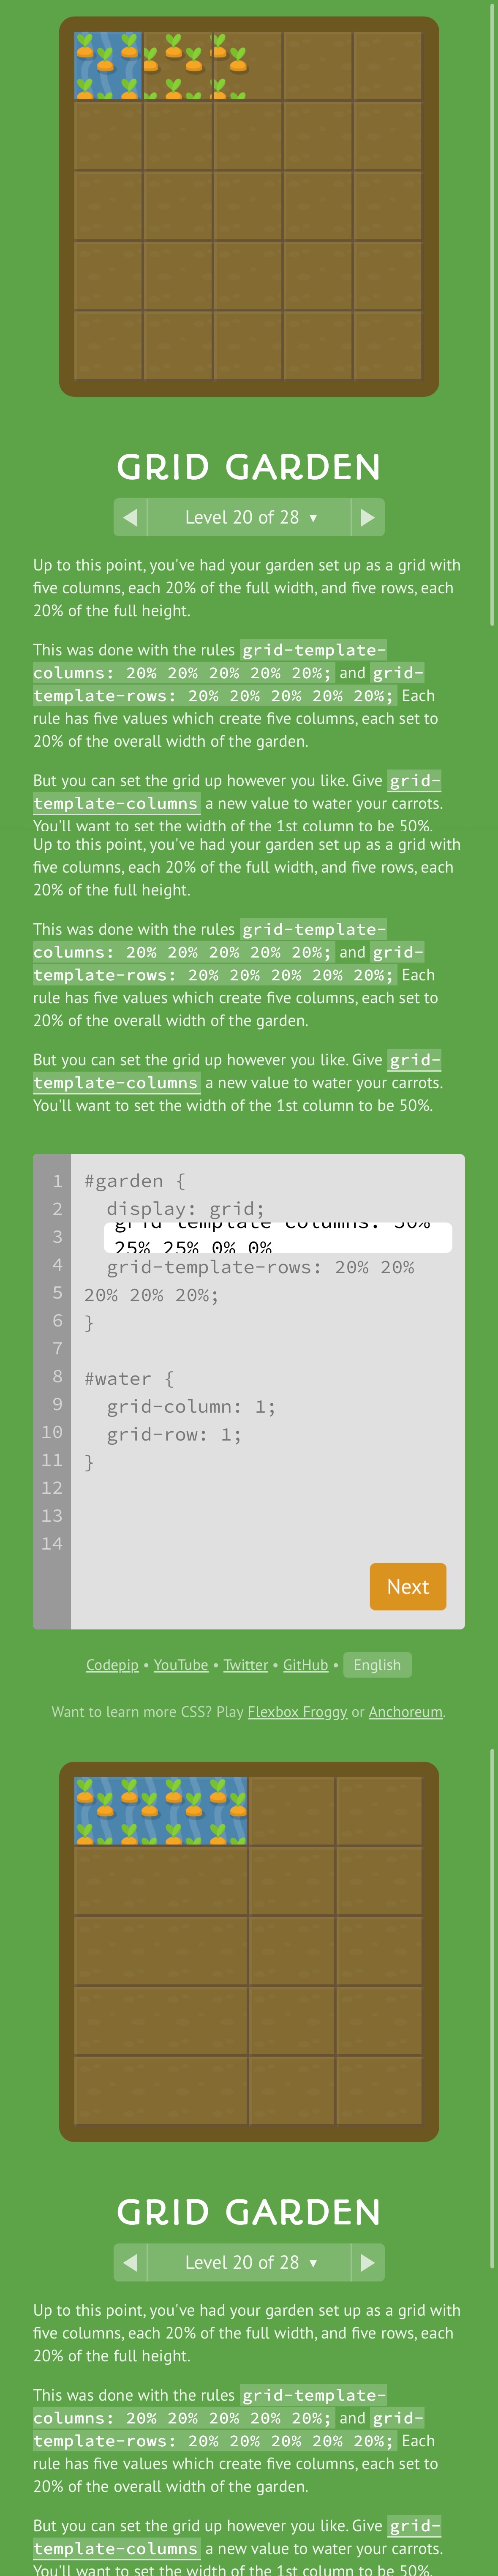 GRID GARDEN
Level 20 of 28 ▼
Up to this point, you've had your garden set up as a grid with
five columns, each 20% of the full width, and five rows, each
20% of the full height.
This was done with the rules grid-template-
columns: 20% 20% 20% 20% 20%; and grid-
template-rows: 20% 20% 20% 20% 20%; Each
rule has five values which create five columns, each set to
20% of the overall width of the garden.
But you can set the grid up however you like. Give grid-
template-columns a new value to water your carrots.
You'll want to set the width of the 1st column to be 50%.
Up to this point, you've had your garden set up as a grid with
five columns, each 20% of the full width, and five rows, each
20% of the full height.
This was done with the rules grid-template-
columns: 20% 20% 20% 20% 20%; and grid-
template-rows: 20% 20% 20% 20% 20%; Each
rule has five values which create five columns, each set to
20% of the overall width of the garden.
But you can set the grid up however you like. Give grid-
template-columns a new value to water your carrots.
You'll want to set the width of the 1st column to be 50%.
1 #garden {
2 display: grid;
3 grid-template-columns: 50%
25% 25% 0% 0%
4 grid-template-rows: 20% 20%
5 20% 20% 20%;
6 }
7
8 #water {
9 grid-column: 1;
10 grid-row: 1;
11 }
12
13
14
Next
Codepip • YouTube • Twitter • GitHub • English
Want to learn more CSS? Play Flexbox Froggy or Anchoreum.
GRID GARDEN
Level 20 of 28 ▼
Up to this point, you've had your garden set up as a grid with
five columns, each 20% of the full width, and five rows, each
20% of the full height.
This was done with the rules grid-template-
columns: 20% 20% 20% 20% 20%; and grid-
template-rows: 20% 20% 20% 20% 20%; Each
rule has five values which create five columns, each set to
20% of the overall width of the garden.
But you can set the grid up however you like. Give grid-
template-columns a new value to water your carrots.
You'll want to set the width of the 1st column to be 50%.